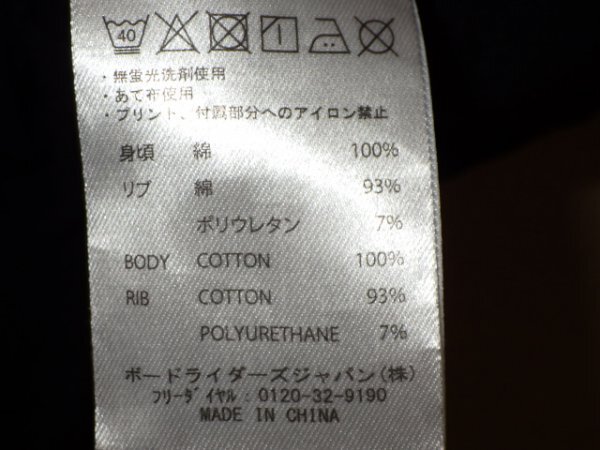 40
・無蛍光洗剤使用
・あて布使用
・プリント、付属部分へのアイロン禁止
身頃 綿 100%
リブ 綿 93%
ポリウレタン 7%
BODY COTTON 100%
RIB COTTON 93%
POLYURETHANE 7%
ボードライダーズジャパン(株)
フリーダイヤル:0120-32-9190
MADE IN CHINA